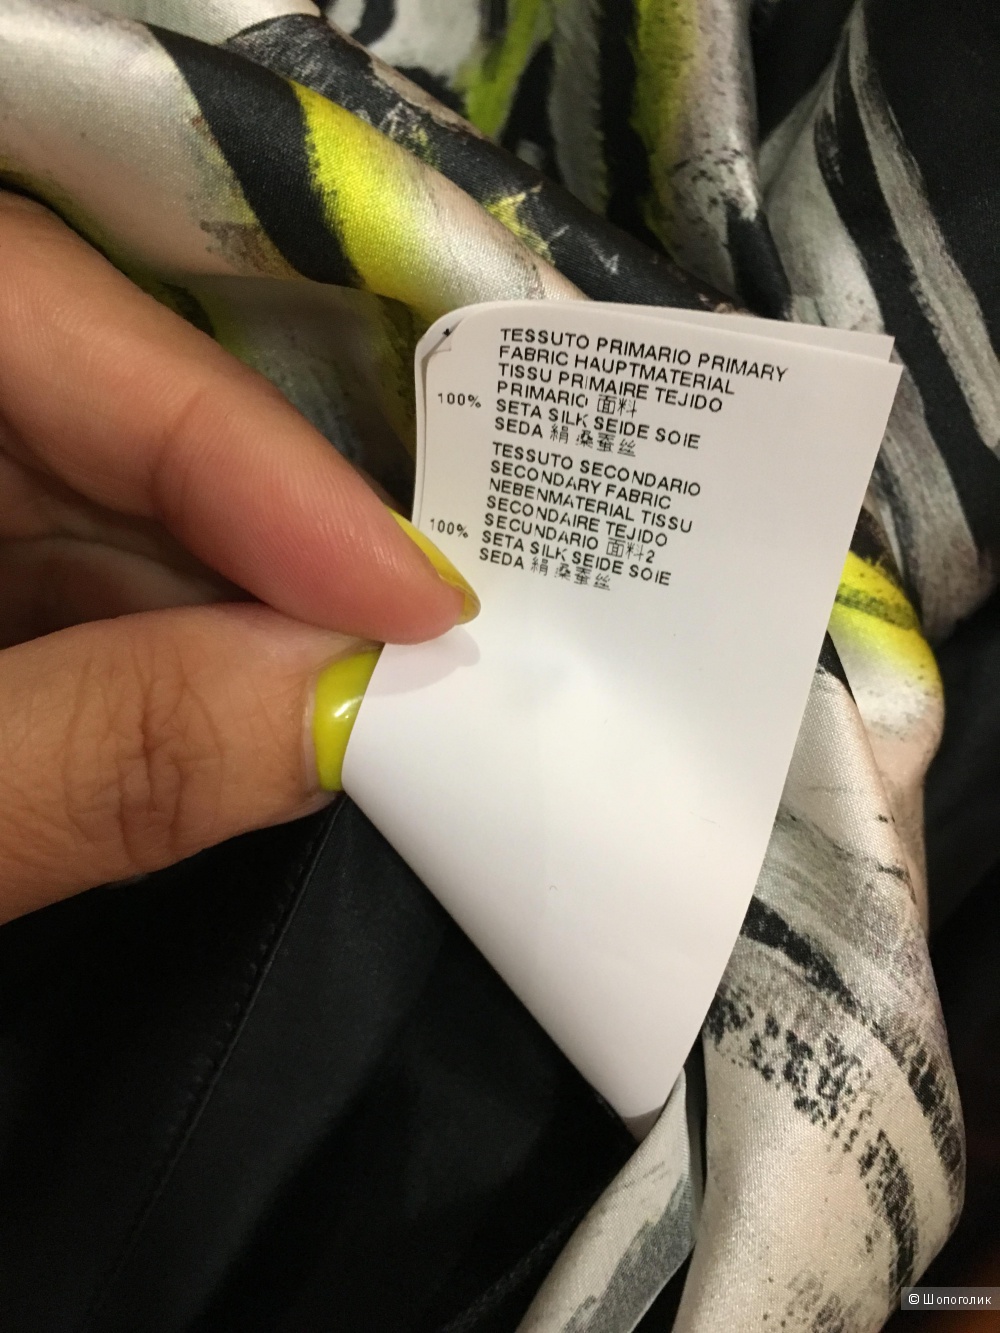 TESSUTO PRIMARIO PRIMARY
FABRIC HAUPTMATERIAL
TISSU PRIMAIRE TEJIDO
PRIMARIO 面料
100% SETA SILK SEIDE SOIE
SEDA 絹 桑蚕丝
TESSUTO SECONDARIO
SECONDARY FABRIC
NEBENMATERIAL TISSU
SECONDAIRE TEJIDO
SECUNDARIO 面料2
100% SETA SILK SEIDE SOIE
SEDA 絹 桑蚕丝
© Шопоголик